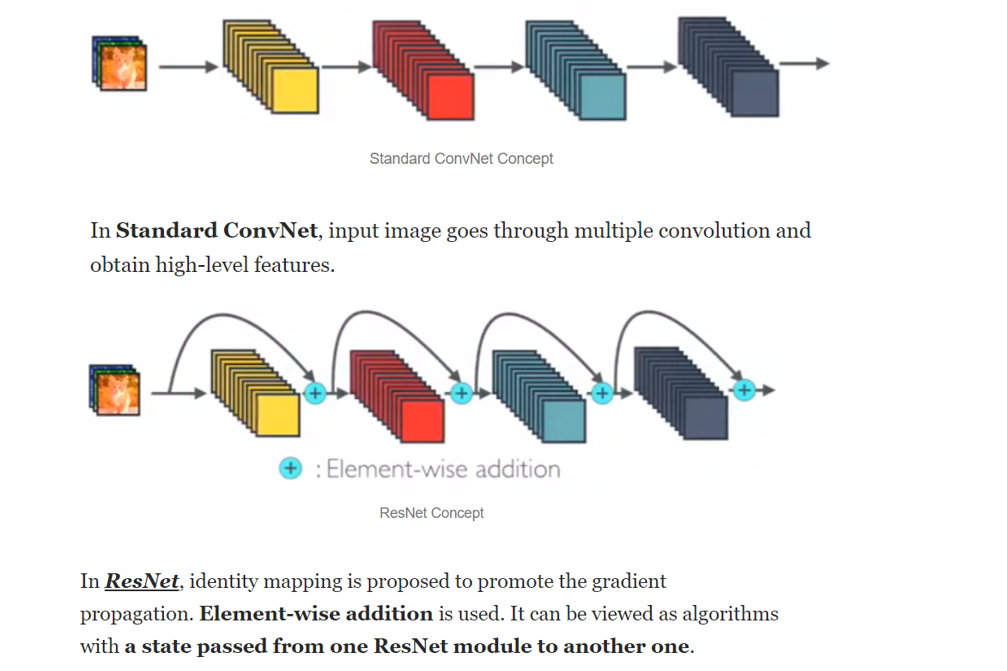 Standard ConvNet Concept
In Standard ConvNet, input image goes through multiple convolution and
obtain high-level features.
+ : Element-wise addition
ResNet Concept
In ResNet, identity mapping is proposed to promote the gradient
propagation. Element-wise addition is used. It can be viewed as algorithms
with a state passed from one ResNet module to another one.